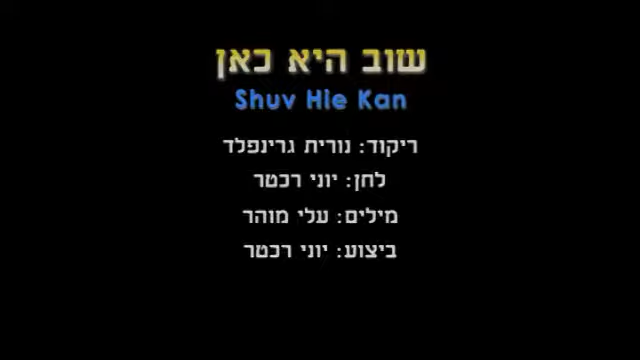 שוב היא כאן
Shuv Hie Kan
ריקוד: נורית גרינפלד
לחן: יוני רכטר
מילים: עלי מוהר
ביצוע: יוני רכטר